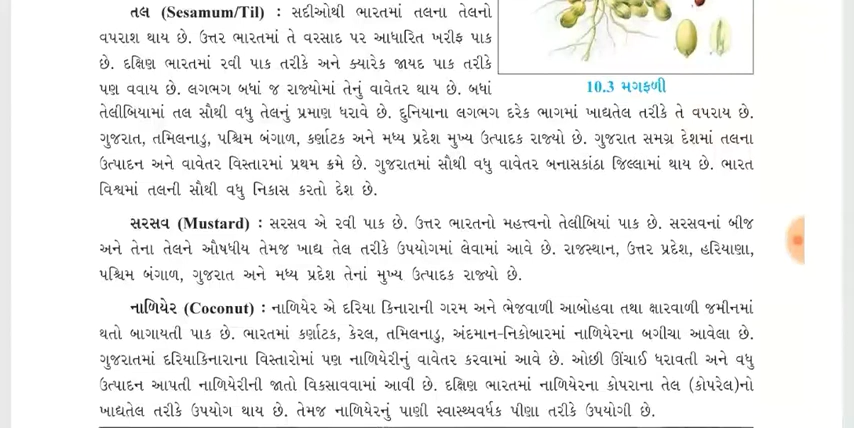 તલ (Sesamum/Til) : સદીઓથી ભારતમાં તલના તેલનો
વપરાશ થાય છે. ઉત્તર ભારતમાં તે વરસાદ પર આધારિત ખરીફ પાક
છે. દક્ષિણ ભારતમાં રવી પાક તરીકે અને ક્યારેક જાયદ પાક તરીકે
પણ વવાય છે. લગભગ બધાં જ રાજ્યોમાં તેનું વાવેતર થાય છે. બધાં
10.3 મગફળી
તેલીબિયામાં તલ સૌથી વધુ તેલનું પ્રમાણ ધરાવે છે. દુનિયાના લગભગ દરેક ભાગમાં ખાદ્યતેલ તરીકે તે વપરાય છે.
ગુજરાત, તમિલનાડુ, પશ્ચિમ બંગાળ, કર્ણાટક અને મધ્ય પ્રદેશ મુખ્ય ઉત્પાદક રાજ્યો છે. ગુજરાત સમગ્ર દેશમાં તલના
ઉત્પાદન અને વાવેતર વિસ્તારમાં પ્રથમ ક્રમે છે. ગુજરાતમાં સૌથી વધુ વાવેતર બનાસકાંઠા જિલ્લામાં થાય છે. ભારત
વિશ્વમાં તલની સૌથી વધુ નિકાસ કરતો દેશ છે.
સરસવ (Mustard) : સરસવ એ રવી પાક છે. ઉત્તર ભારતનો મહત્ત્વનો તેલીબિયાં પાક છે. સરસવનાં બીજ
અને તેના તેલને ઔષધીય તેમજ ખાદ્ય તેલ તરીકે ઉપયોગમાં લેવામાં આવે છે. રાજસ્થાન, ઉત્તર પ્રદેશ, હરિયાણા,
પશ્ચિમ બંગાળ, ગુજરાત અને મધ્ય પ્રદેશ તેનાં મુખ્ય ઉત્પાદક રાજ્યો છે.
નાળિયેર (Coconut) : નાળિયેર એ દરિયા કિનારાની ગરમ અને ભેજવાળી આબોહવા તથા ક્ષારવાળી જમીનમાં
થતો બાગાયતી પાક છે. ભારતમાં કર્ણાટક, કેરલ, તમિલનાડુ, અંદમાન-નિકોબારમાં નાળિયેરના બગીચા આવેલા છે.
ગુજરાતમાં દરિયાકિનારાના વિસ્તારોમાં પણ નાળિયેરીનું વાવેતર કરવામાં આવે છે. ઓછી ઊંચાઈ ધરાવતી અને વધુ
ઉત્પાદન આપતી નાળિયેરીની જાતો વિકસાવવામાં આવી છે. દક્ષિણ ભારતમાં નાળિયેરના કોપરાના તેલ (કોપરેલ)નો
ખાદ્યતેલ તરીકે ઉપયોગ થાય છે. તેમજ નાળિયેરનું પાણી સ્વાસ્થ્યવર્ધક પીણા તરીકે ઉપયોગી છે.